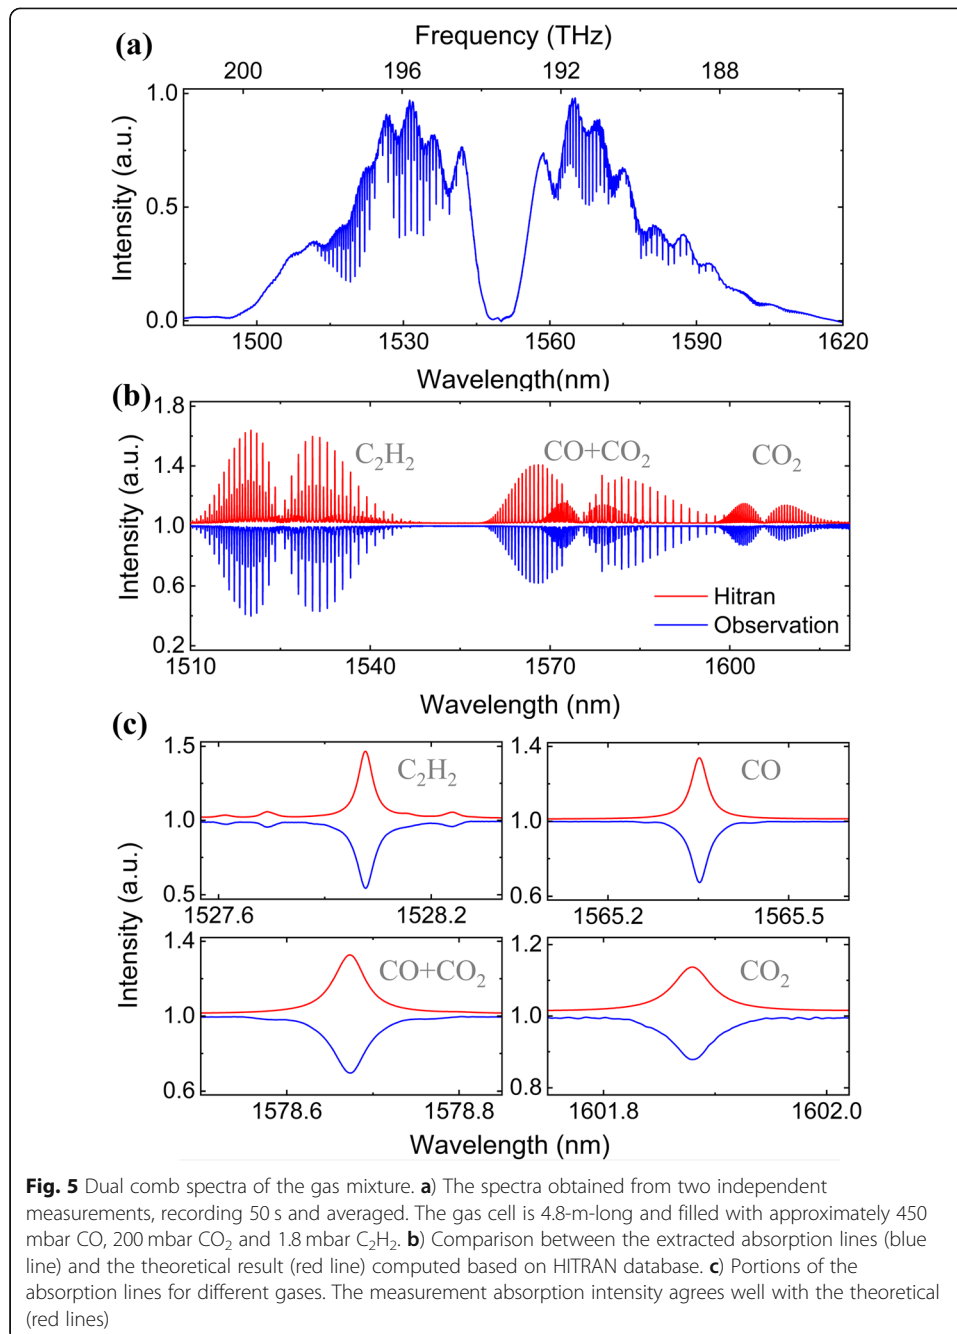 (a)
Frequency (THz)
200 196 192 188
1.0
0.5
0.0
Intensity (a.u.)
1500 1530 1560 1590 1620
Wavelength(nm)
(b)
1.8
1.4
1.0
0.6
0.2
Intensity (a.u.)
C₂H₂ CO+CO₂ CO₂
Hitran
Observation
1510 1540 1570 1600
Wavelength (nm)
(c)
Intensity (a.u.)
1.5
1.0
0.5
C₂H₂
1527.6 1528.2
1.4
1.0
0.6
CO
1565.2 1565.5
1.4
1.0
0.6
CO+CO₂
1578.6 1578.8
1.2
1.0
0.8
CO₂
1601.8 1602.0
Wavelength (nm)
Fig. 5 Dual comb spectra of the gas mixture. a) The spectra obtained from two independent
measurements, recording 50 s and averaged. The gas cell is 4.8-m-long and filled with approximately 450
mbar CO, 200 mbar CO₂ and 1.8 mbar C₂H₂. b) Comparison between the extracted absorption lines (blue
line) and the theoretical result (red line) computed based on HITRAN database. c) Portions of the
absorption lines for different gases. The measurement absorption intensity agrees well with the theoretical
(red lines)